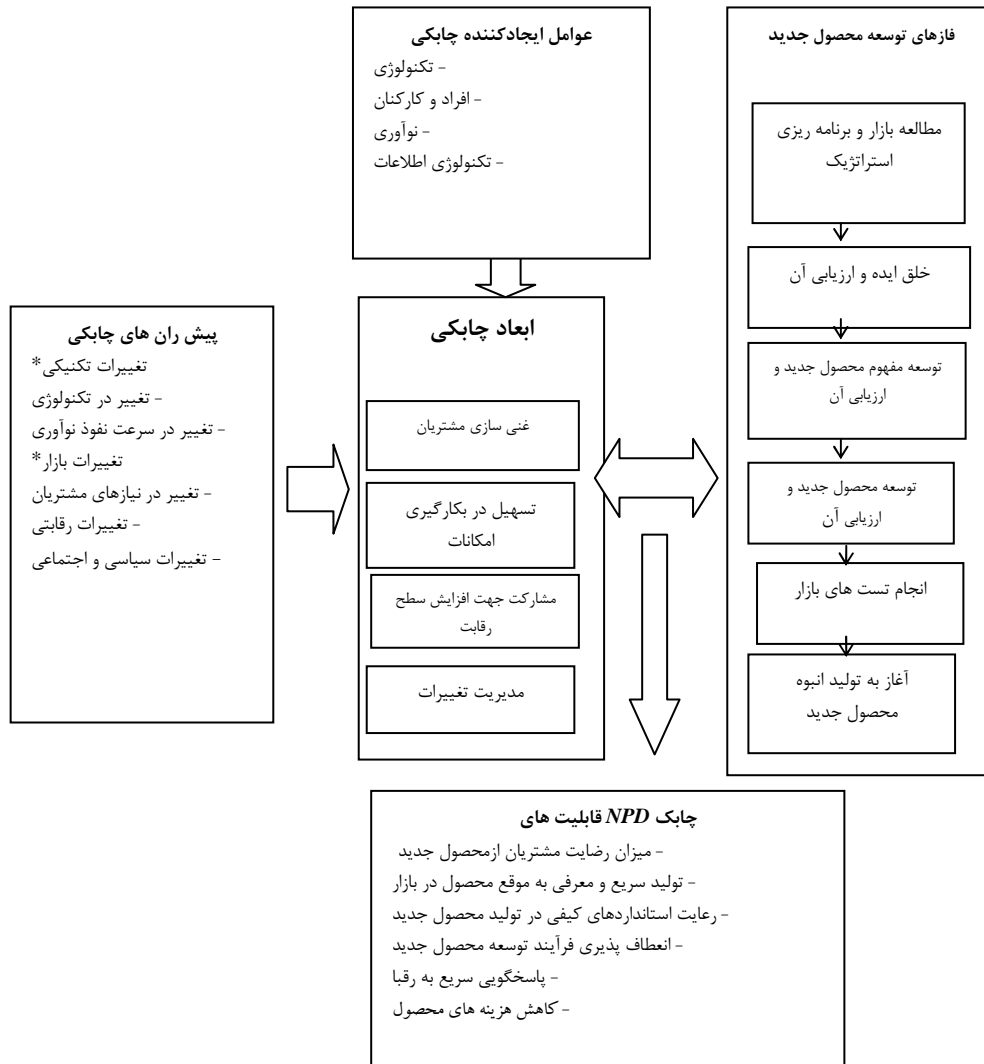 عوامل ایجادکننده چابکی
- تکنولوژی
- افراد و کارکنان
- نوآوری
- تکنولوژی اطلاعات
فازهای توسعه محصول جدید
مطالعه بازار و برنامه ریزی
استراتژیک
خلق ایده و ارزیابی آن
توسعه مفهوم محصول جدید و
ارزیابی آن
توسعه محصول جدید و
ارزیابی آن
انجام تست های بازار
آغاز به تولید انبوه
محصول جدید
ابعاد چابکی
غنی سازی مشتریان
تسهیل در بکارگیری
امکانات
مشارکت جهت افزایش سطح
رقابت
مدیریت تغییرات
پیش ران های چابکی
تغییرات تکنیکی*
- تغییر در تکنولوژی
- تغییر در سرعت نفوذ نوآوری
تغییرات بازار*
- تغییر در نیازهای مشتریان
- تغییرات رقابتی
- تغییرات سیاسی و اجتماعی
چابک NPD قابلیت های
- میزان رضایت مشتریان ازمحصول جدید
- تولید سریع و معرفی به موقع محصول در بازار
- رعایت استانداردهای کیفی در تولید محصول جدید
- انعطاف پذیری فرآیند توسعه محصول جدید
- پاسخگویی سریع به رقبا
- کاهش هزینه های محصول